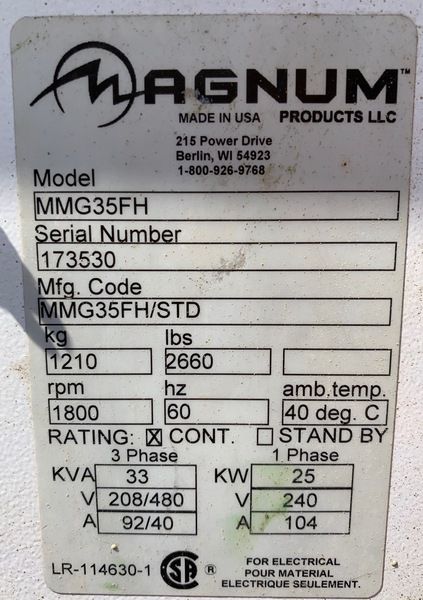 MAGNUM™
MADE IN USA PRODUCTS LLC
215 Power Drive
Berlin, WI 54923
1-800-926-9768
Model
MMG35FH
Serial Number
173530
Mfg. Code
MMG35FH/STD
kg lbs
1210 2660
rpm hz amb.temp.
1800 60 40 deg. C
RATING: ☒ CONT. ☐ STAND BY
3 Phase 1 Phase
KVA 33 KW 25
V 208/480 V 240
A 92/40 A 104
LR-114630-1 SA ® FOR ELECTRICAL
POUR MATERIAL
ELECTRIQUE SEULEMENT.